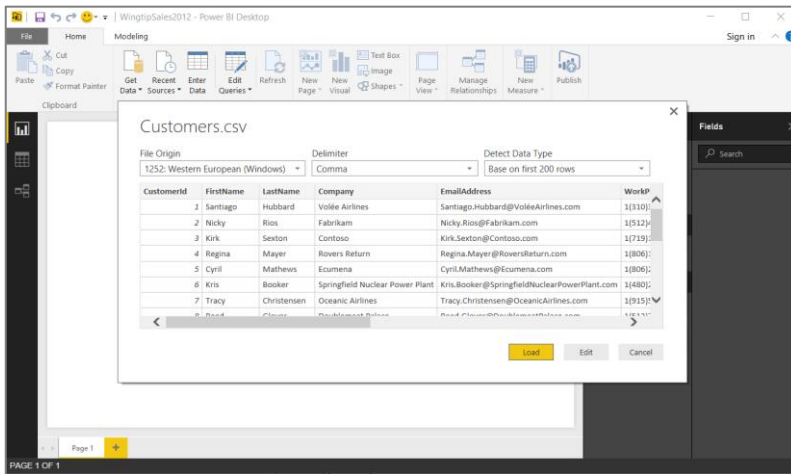 WingtipSales2012 - Power BI Desktop
File Home Modeling Sign in
Cut
Copy
Format Painter
Paste
Get Data
Recent Sources
Enter Data
Edit Queries
Refresh
New Page
New Visual
Text Box
Image
Shapes
Page View
Manage Relationships
New Measure
Publish
Clipboard
Customers.csv
File Origin Delimiter Detect Data Type
1252: Western European (Windows) Comma Base on first 200 rows
CustomerId FirstName LastName Company EmailAddress WorkP
1 Santiago Hubbard Volée Airlines Santiago.Hubbard@VoléeAirlines.com 1(310)
2 Nicky Rios Fabrikam Nicky.Rios@Fabrikam.com 1(512)
3 Kirk Sexton Contoso Kirk.Sexton@Contoso.com 1(719)
4 Regina Mayer Rovers Return Regina.Mayer@RoversReturn.com 1(806)
5 Cyril Mathews Ecumena Cyril.Mathews@Ecumena.com 1(806)
6 Kris Booker Springfield Nuclear Power Plant Kris.Booker@SpringfieldNuclearPowerPlant.com 1(480)
7 Tracy Christensen Oceanic Airlines Tracy.Christensen@OceanicAirlines.com 1(915)
Load Edit Cancel
Fields
Search
Page 1
PAGE 1 OF 1